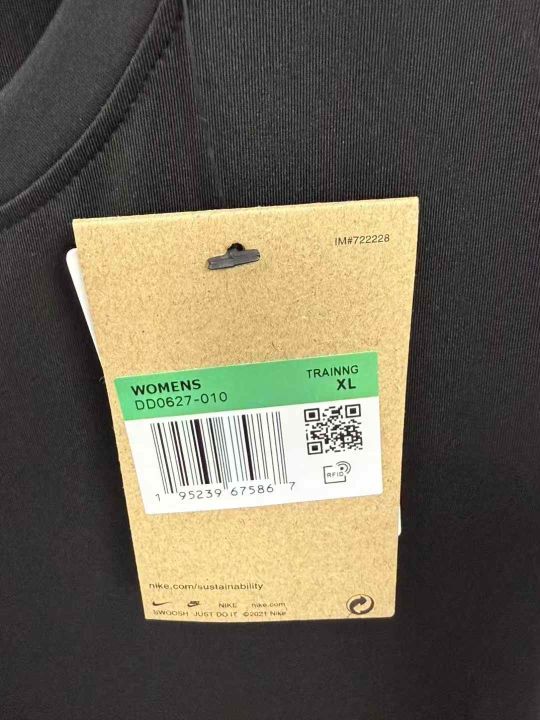 IM#722228
WOMENS
TRAINNG
DD0627-010
XL
1 95239 67586 7
RFID
nike.com/sustainability
NIKE nike.com
SWOOSH JUST DO IT ©2021 Nike